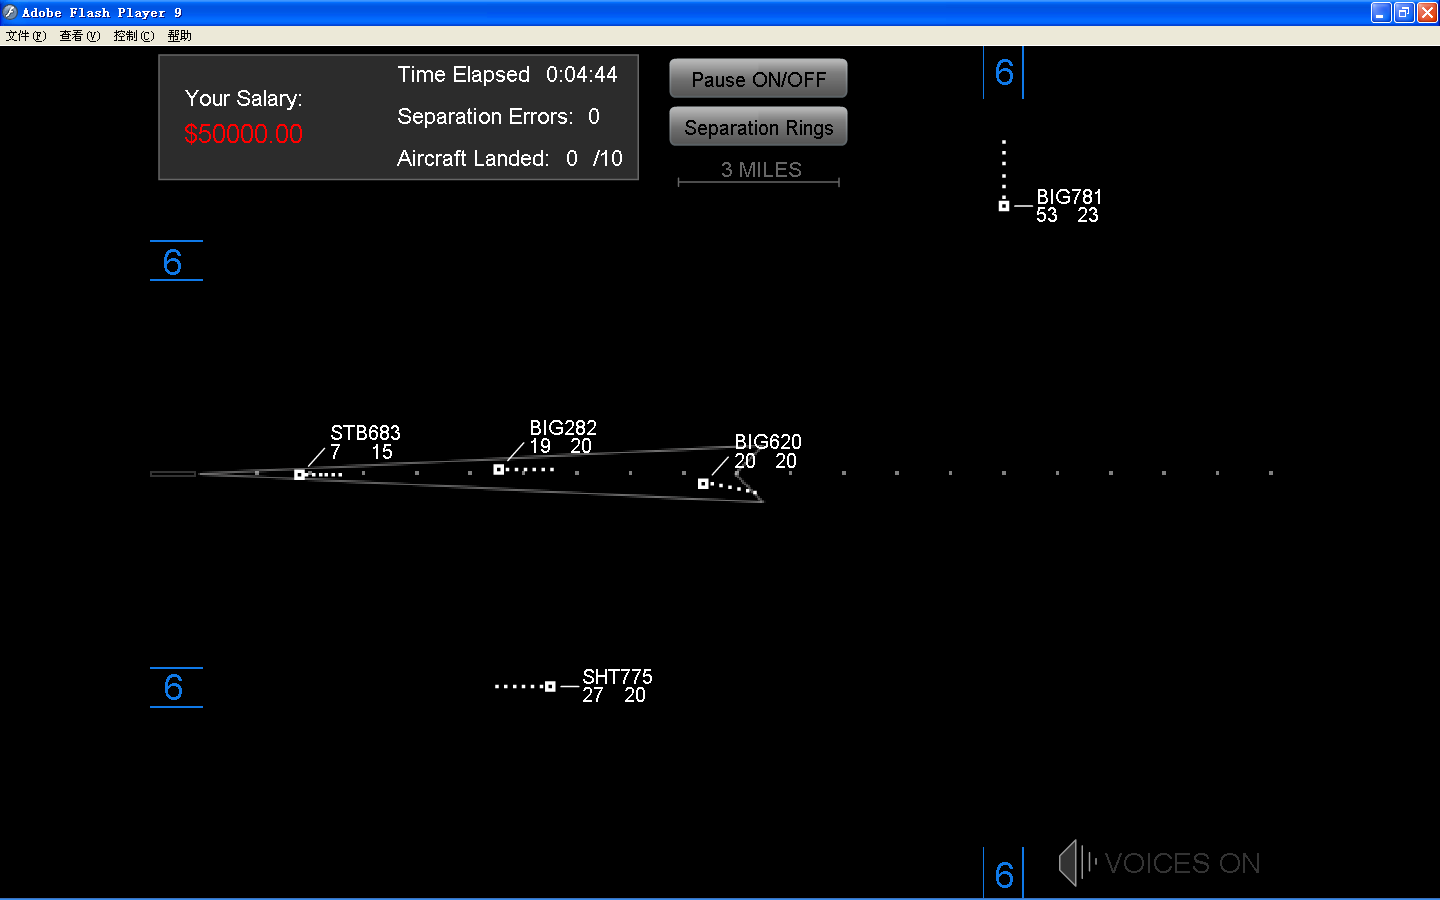 Adobe Flash Player 9
文件(F) 查看(V) 控制(C) 帮助
Your Salary:
$50000.00
Time Elapsed 0:04:44
Separation Errors: 0
Aircraft Landed: 0 /10
Pause ON/OFF
Separation Rings
3 MILES
6
BIG781
53 23
6
STB683
7 15
BIG282
19 20
BIG620
20 20
6
SHT775
27 20
6
VOICES ON